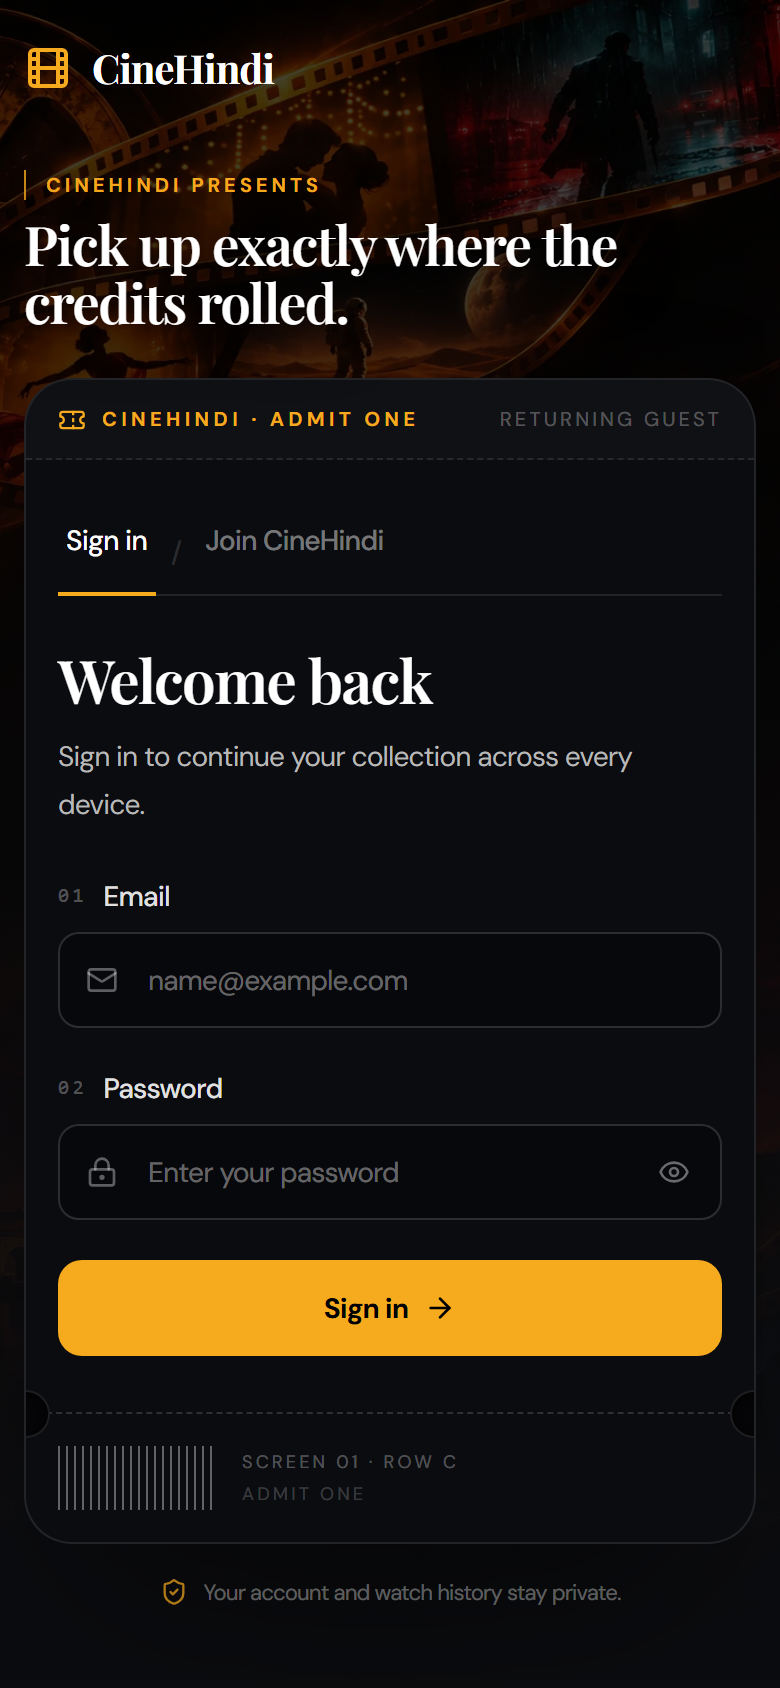 CineHindi
CINEHINDI PRESENTS
Pick up exactly where the
credits rolled.
CINEHINDI · ADMIT ONE
RETURNING GUEST
Sign in / Join CineHindi
Welcome back
Sign in to continue your collection across every
device.
01 Email
name@example.com
02 Password
Enter your password
Sign in →
SCREEN 01 · ROW C
ADMIT ONE
Your account and watch history stay private.